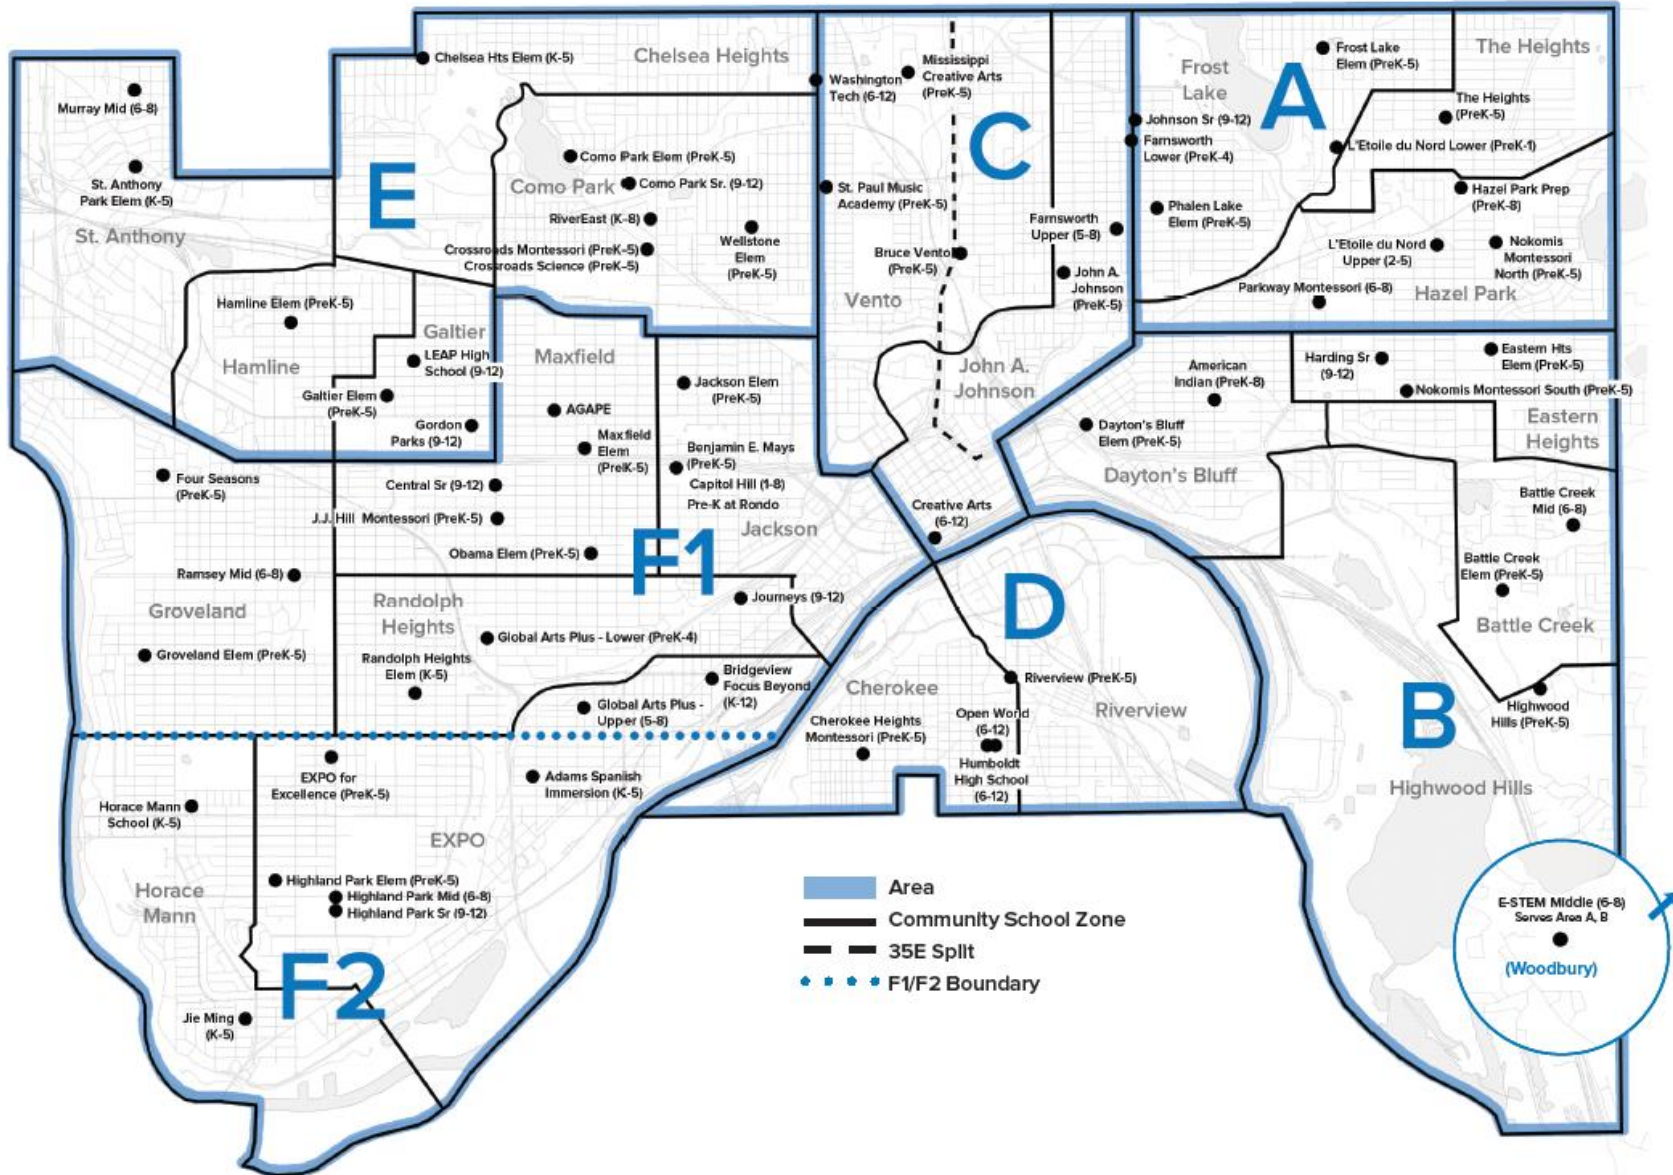 Chelsea Hts Elem (K-5)
Chelsea Heights
Murray Mid (6-8)
St. Anthony
Park Elem (K-5)
St. Anthony
E
Como Park Elem (PreK-5)
Como Park
Como Park Sr. (9-12)
RiverEast (K-8)
Crossroads Montessori (PreK-5)
Crossroads Science (PreK-5)
Wellstone
Elem
(PreK-5)
Hamline Elem (PreK-5)
Hamline
Galtier
LEAP High
School (9-12)
Galtier Elem
(PreK-5)
Gordon
Parks (9-12)
Washington
Tech (6-12)
Mississippi
Creative Arts
(PreK-5)
C
St. Paul Music
Academy (PreK-5)
Bruce Vento
(PreK-5)
Vento
Farnsworth
Upper (5-8)
John A.
Johnson
(PreK-5)
John A.
Johnson
Creative Arts
(6-12)
Frost
Lake
A
Frost Lake
Elem (PreK-5)
The Heights
The Heights
(PreK-5)
Johnson Sr (9-12)
Farnsworth
Lower (PreK-4)
L'Etoile du Nord Lower (PreK-1)
Phalen Lake
Elem (PreK-5)
Hazel Park Prep
(PreK-8)
L'Etoile du Nord
Upper (2-5)
Nokomis
Montessori
North (PreK-5)
Parkway Montessori (6-8)
Hazel Park
American
Indian (PreK-8)
Harding Sr
(9-12)
Eastern Hts
Elem (PreK-5)
Nokomis Montessori South (PreK-5)
Eastern
Heights
Dayton's Bluff
Elem (PreK-5)
Dayton's Bluff
Battle Creek
Mid (6-8)
Battle Creek
Elem (PreK-5)
Battle Creek
B
Highwood
Hills (PreK-5)
Highwood Hills
E-STEM Middle (6-8)
Serves Area A, B
(Woodbury)
Maxfield
AGAPE
Maxfield
Elem
(PreK-5)
Jackson Elem
(PreK-5)
Benjamin E. Mays
(PreK-5)
Capitol Hill (1-8)
Pre-K at Rondo
Jackson
Four Seasons
(PreK-5)
Central Sr (9-12)
J.J. Hill Montessori (PreK-5)
Obama Elem (PreK-5)
F1
Ramsey Mid (6-8)
Groveland
Groveland Elem (PreK-5)
Randolph
Heights
Journeys (9-12)
Global Arts Plus - Lower (PreK-4)
Randolph Heights
Elem (K-5)
Bridgeview
Focus Beyond
(K-12)
Global Arts Plus -
Upper (5-8)
D
Cherokee
Riverview (PreK-5)
Riverview
Cherokee Heights
Montessori (PreK-5)
Open World
(6-12)
Humboldt
High School
(6-12)
EXPO for
Excellence (PreK-5)
Adams Spanish
Immersion (K-5)
Horace Mann
School (K-5)
EXPO
Horace
Mann
Highland Park Elem (PreK-5)
Highland Park Mid (6-8)
Highland Park Sr (9-12)
F2
Jie Ming
(K-5)
Area
Community School Zone
35E Split
F1/F2 Boundary